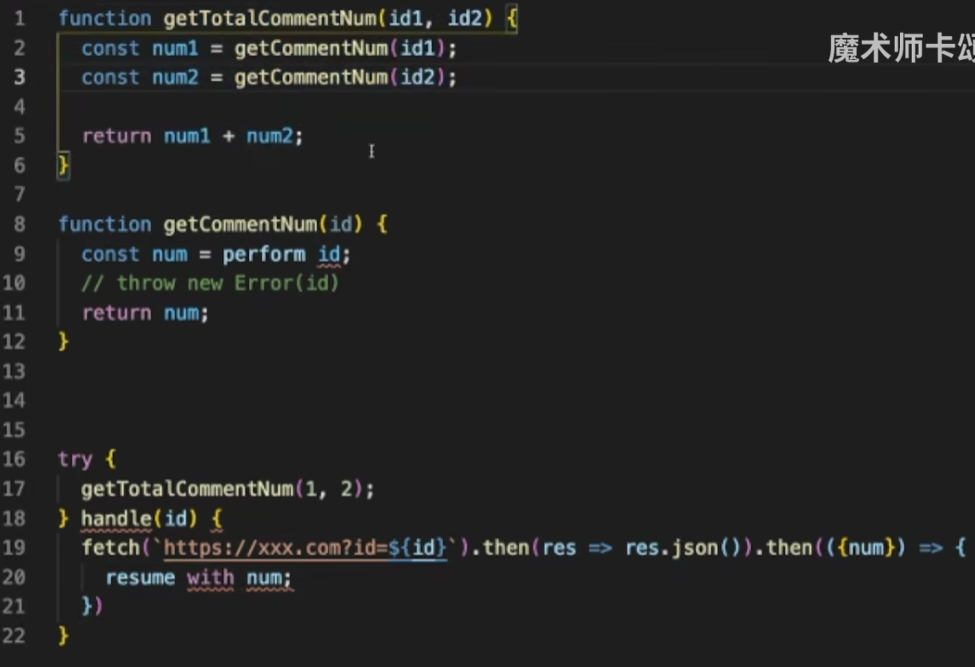 魔术师卡颂
1 function getTotalCommentNum(id1, id2) {
2 const num1 = getCommentNum(id1);
3 const num2 = getCommentNum(id2);
4
5 return num1 + num2;
6 }
7
8 function getCommentNum(id) {
9 const num = perform id;
10 // throw new Error(id)
11 return num;
12 }
13
14
15
16 try {
17 getTotalCommentNum(1, 2);
18 } handle(id) {
19 fetch(`https://xxx.com?id=${id}`).then(res => res.json()).then(({num}) => {
20 resume with num;
21 })
22 }